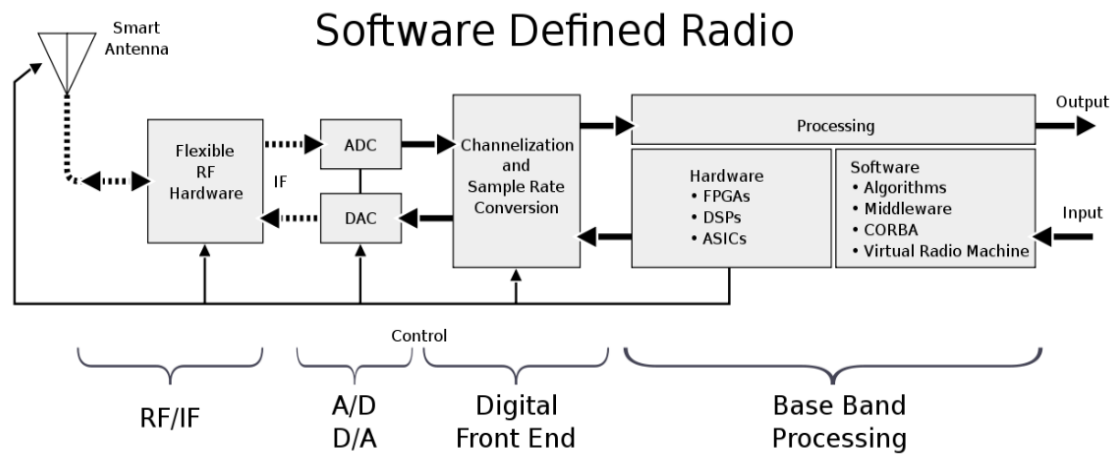 Software Defined Radio
Smart
Antenna
Flexible
RF
Hardware
IF
ADC
DAC
Channelization
and
Sample Rate
Conversion
Processing
Output
Hardware
• FPGAs
• DSPs
• ASICs
Software
• Algorithms
• Middleware
• CORBA
• Virtual Radio Machine
Input
Control
RF/IF
A/D
D/A
Digital
Front End
Base Band
Processing